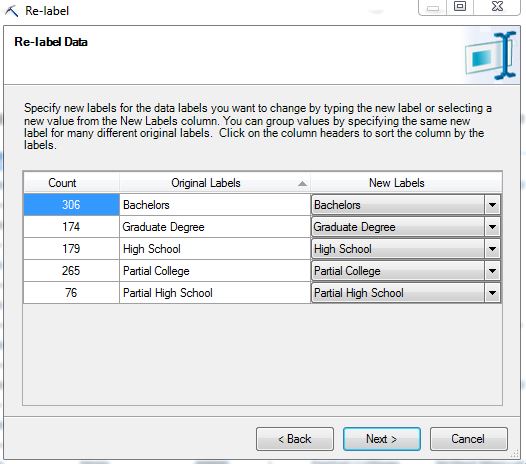 Re-label
Re-label Data
Specify new labels for the data labels you want to change by typing the new label or selecting a
new value from the New Labels column. You can group values by specifying the same new
label for many different original labels. Click on the column headers to sort the column by the
labels.
Count Original Labels New Labels
306 Bachelors Bachelors
174 Graduate Degree Graduate Degree
179 High School High School
265 Partial College Partial College
76 Partial High School Partial High School
< Back Next > Cancel